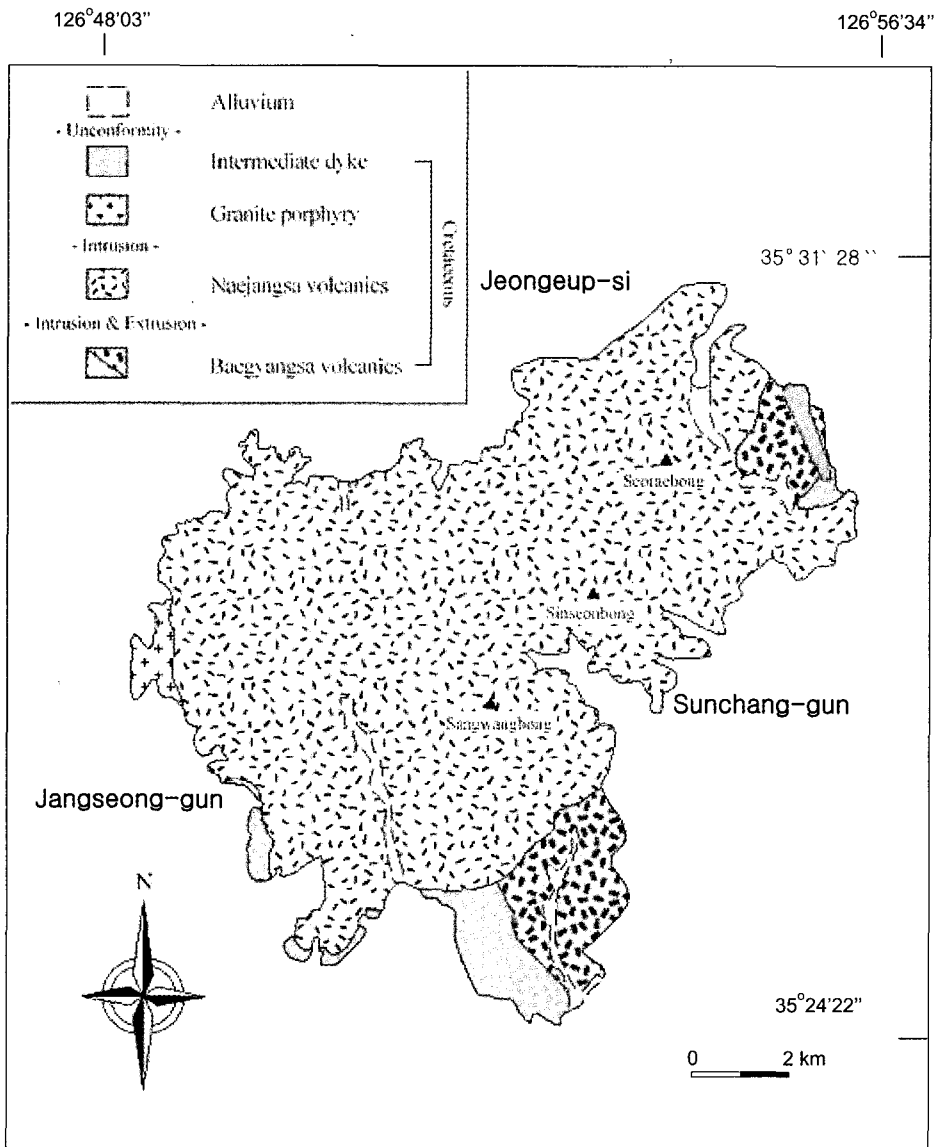 126°48'03"
126°56'34"
Alluvium
- Unconformity -
Intermediate dyke
Granite porphyry
- Intrusion -
Naejangsa volcanics
- Intrusion & Extrusion -
Baegyangsa volcanics
Cretaceous
35° 31' 28"
Jeongeup-si
Seoraebong
Sinseonbong
Sunchang-gun
Sangwangbong
Jangseong-gun
N
35°24'22"
0 2 km